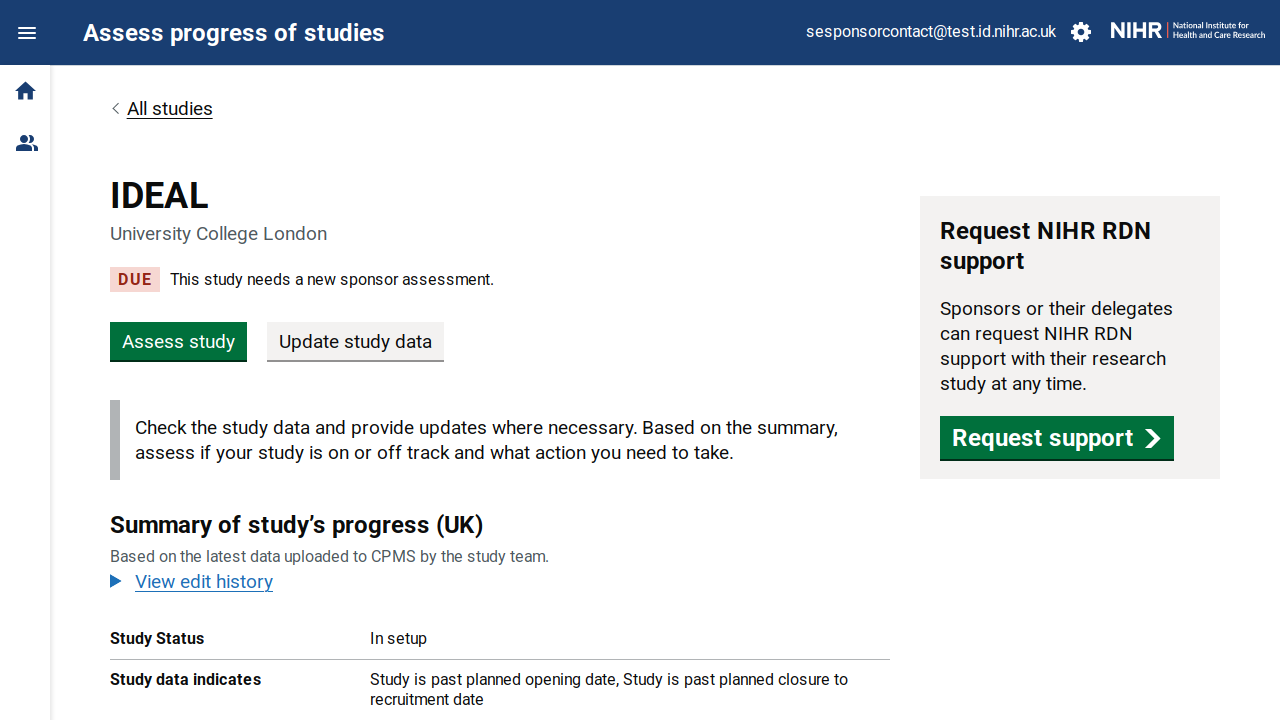 Assess progress of studies
sesponsorcontact@test.id.nihr.ac.uk
NIHR
National Institute for
Health and Care Research
All studies
IDEAL
University College London
DUE
This study needs a new sponsor assessment.
Assess study
Update study data
Check the study data and provide updates where necessary. Based on the summary,
assess if your study is on or off track and what action you need to take.
Summary of study’s progress (UK)
Based on the latest data uploaded to CPMS by the study team.
View edit history
Study Status
In setup
Study data indicates
Study is past planned opening date, Study is past planned closure to
recruitment date
Request NIHR RDN
support
Sponsors or their delegates
can request NIHR RDN
support with their research
study at any time.
Request support